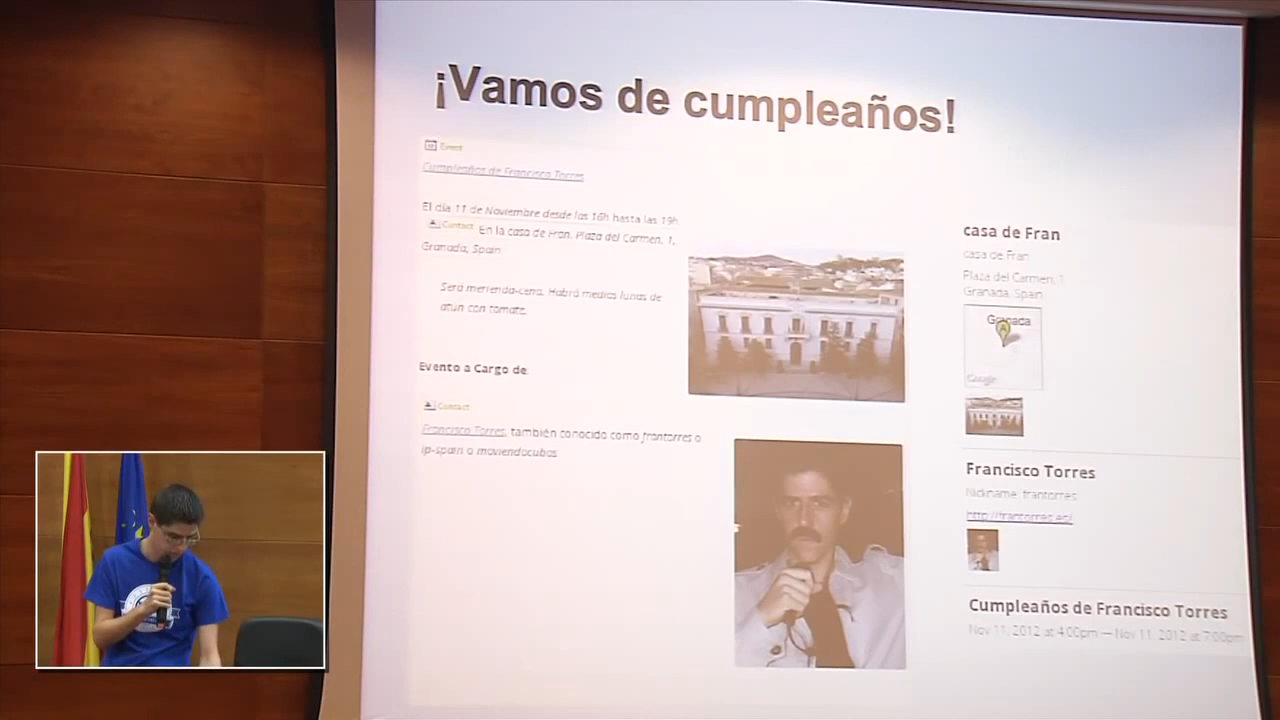 ¡Vamos de cumpleaños!
Event
Cumpleaños de Francisco Torres
El día 11 de Noviembre desde las 16h hasta las 19h
Contact En la casa de Fran. Plaza del Carmen, 1,
Granada, Spain
Será merienda-cena. Habrá medias lunas de
atún con tomate.
Evento a Cargo de:
Contact
Francisco Torres, también conocido como frantorres o
ip-spain o moviendocubos
casa de Fran
casa de Fran
Plaza del Carmen, 1
Granada, Spain
Granada
A
Google
Francisco Torres
Nickname: frantorres
http://frantorres.es/
Cumpleaños de Francisco Torres
Nov 11, 2012 at 4:00pm — Nov 11, 2012 at 7:00pm